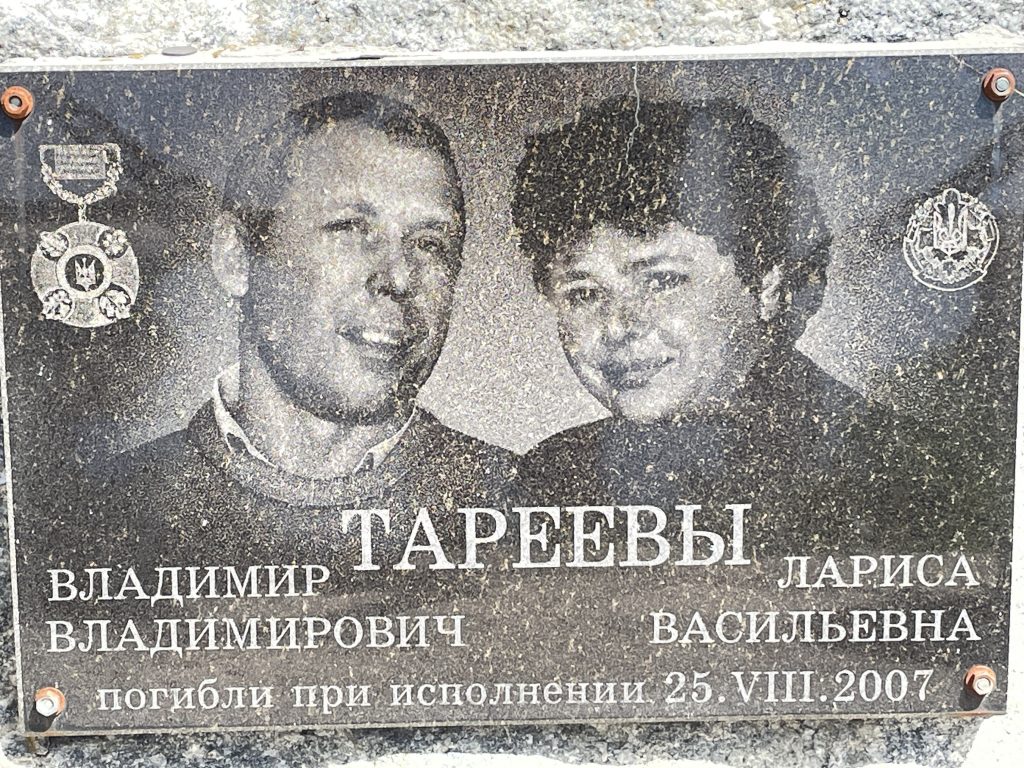 ТАРЕЕВЫ
ВЛАДИМИР
ВЛАДИМИРОВИЧ
ЛАРИСА
ВАСИЛЬЕВНА
погибли при исполнении 25.VIII.2007